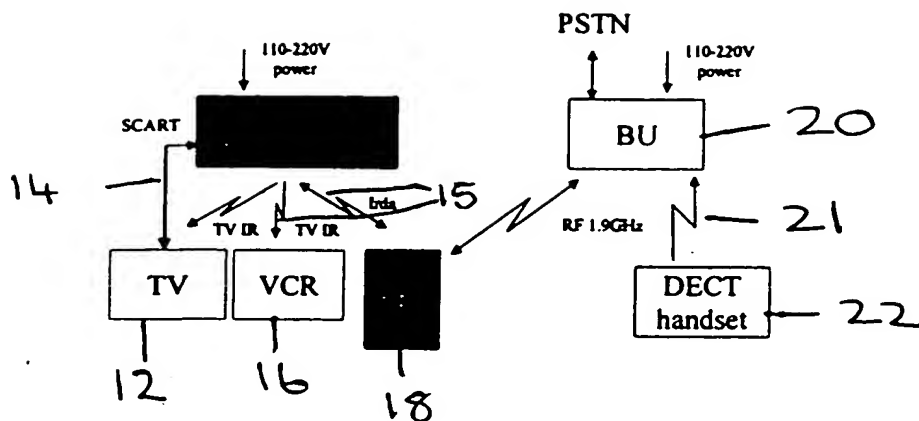 PSTN
110-220V
power
110-220V
power
SCART
BU
20
14
15
Irda
TV IR
TV IR
RF 1.9GHz
21
TV
VCR
DECT
handset
22
12
16
18